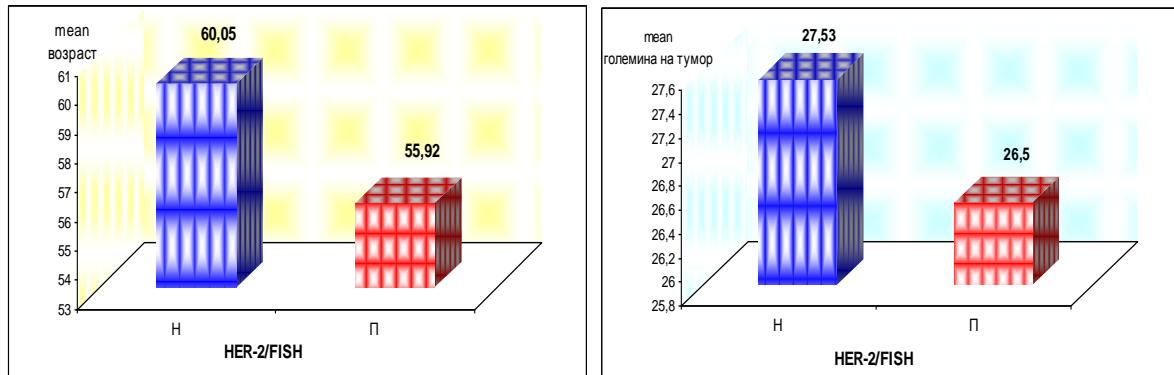 mean
возраст
60,05
55,92
61
60
59
58
57
56
55
54
53
Н
П
HER-2/FISH
mean
големина на тумор
27,53
26,5
27,6
27,4
27,2
27
26,8
26,6
26,4
26,2
26
25,8
Н
П
HER-2/FISH